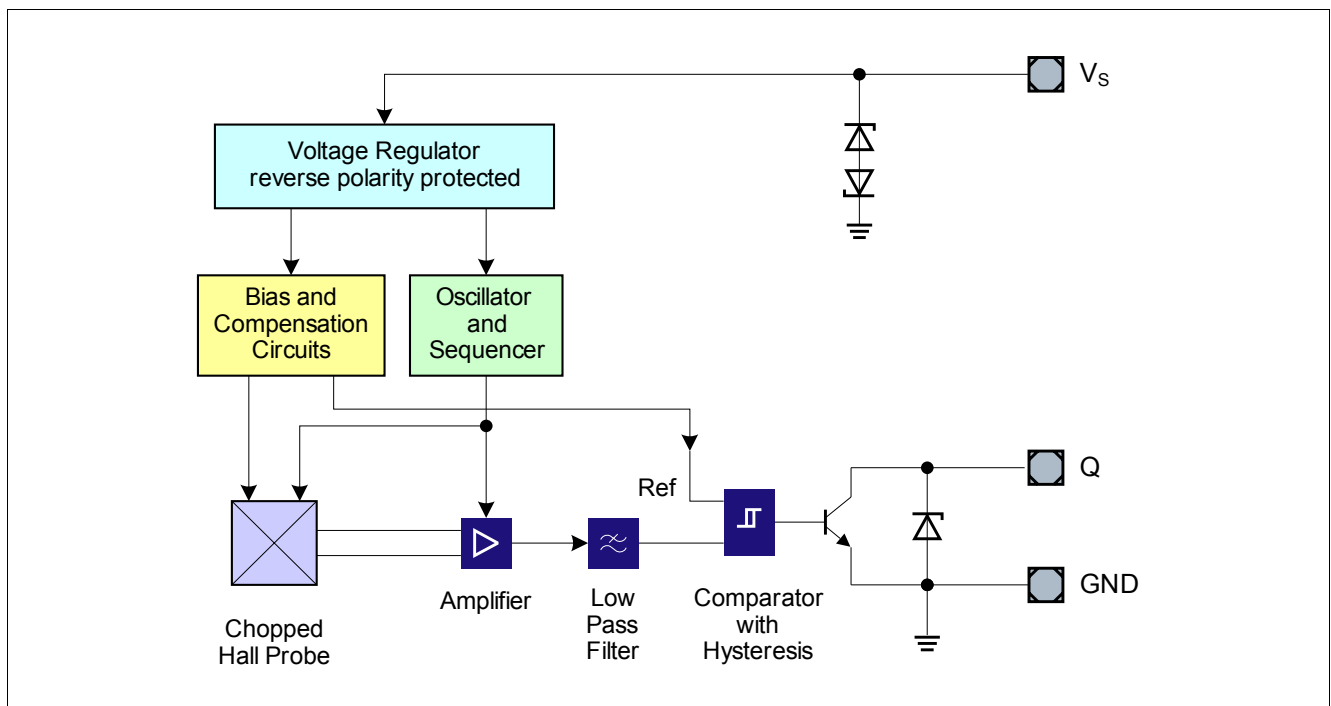 V_S
Voltage Regulator
reverse polarity protected
Bias and
Compensation
Circuits
Oscillator
and
Sequencer
Ref
Q
GND
Amplifier
Low
Pass
Filter
Comparator
with
Hysteresis
Chopped
Hall Probe